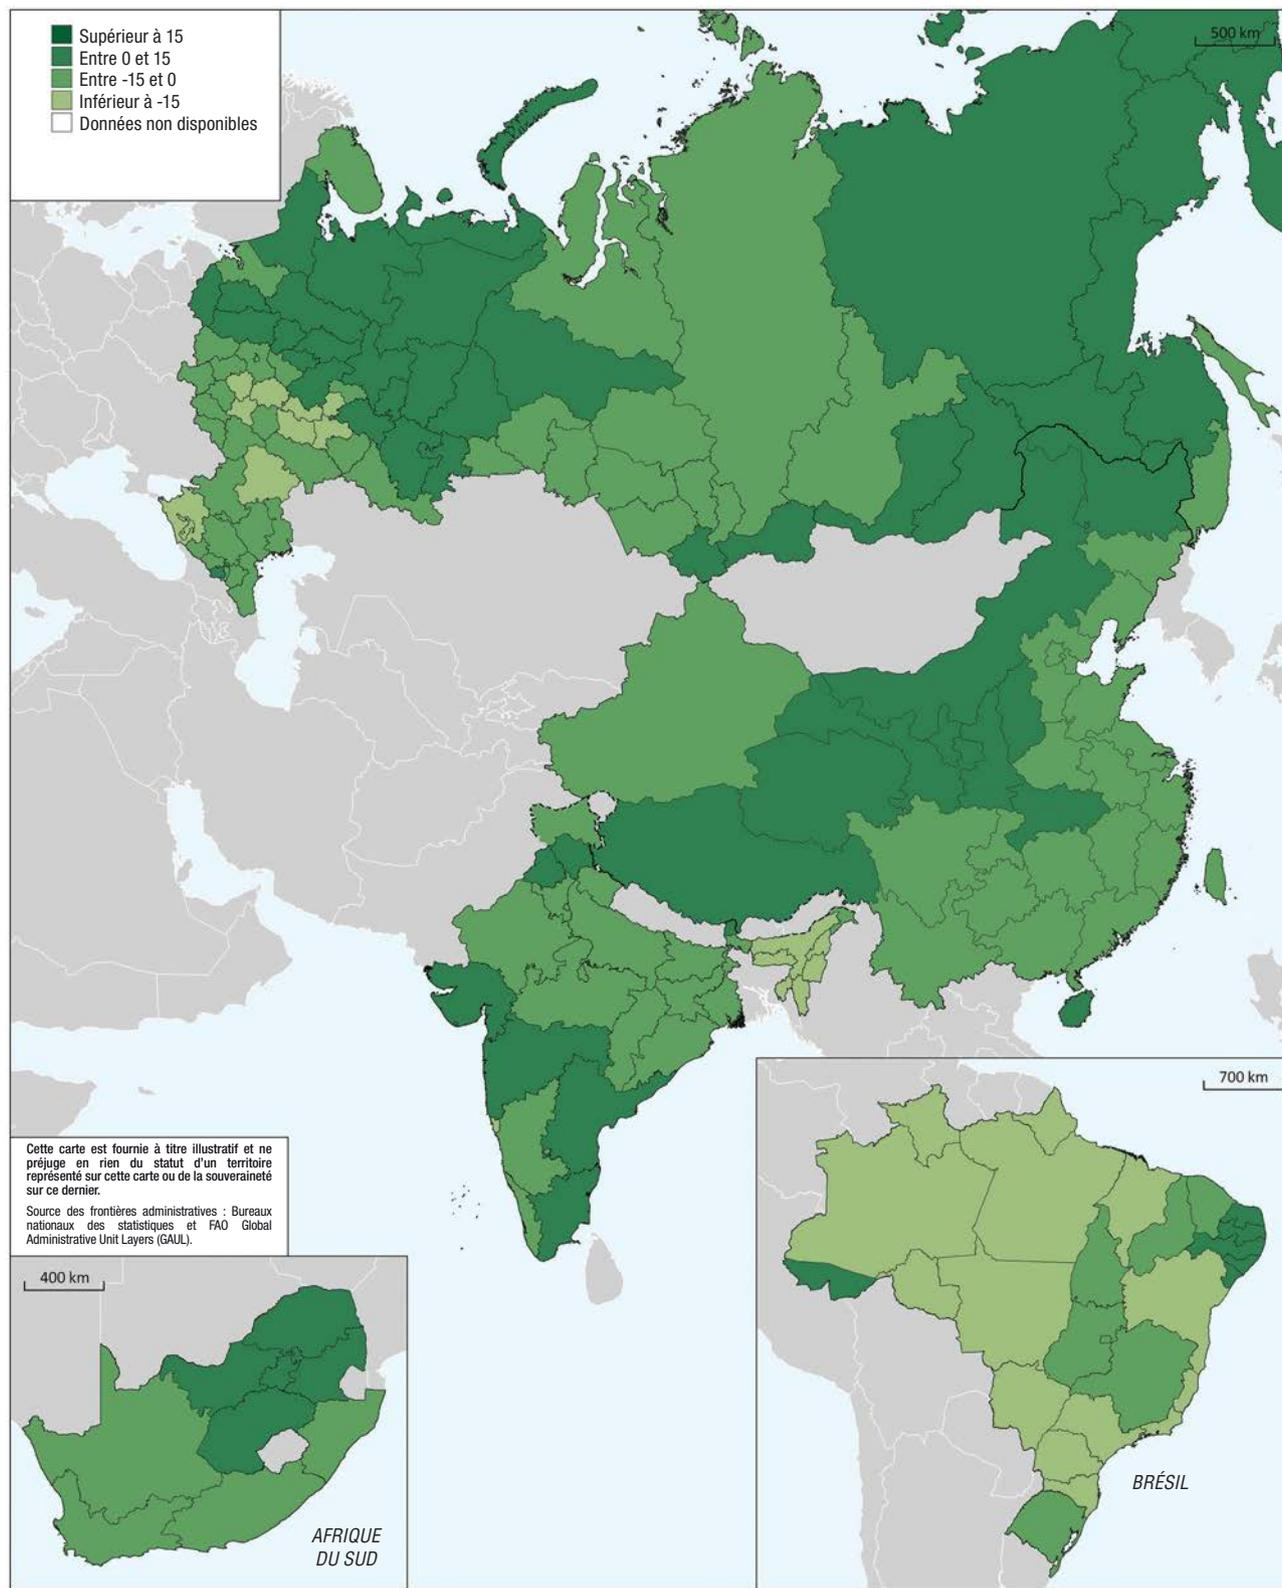 Supérieur à 15
Entre 0 et 15
Entre -15 et 0
Inférieur à -15
Données non disponibles
500 km
Cette carte est fournie à titre illustratif et ne
préjuge en rien du statut d'un territoire
représenté sur cette carte ou de la souveraineté
sur ce dernier.
Source des frontières administratives : Bureaux
nationaux des statistiques et FAO Global
Administrative Unit Layers (GAUL).
700 km
400 km
BRÉSIL
AFRIQUE
DU SUD